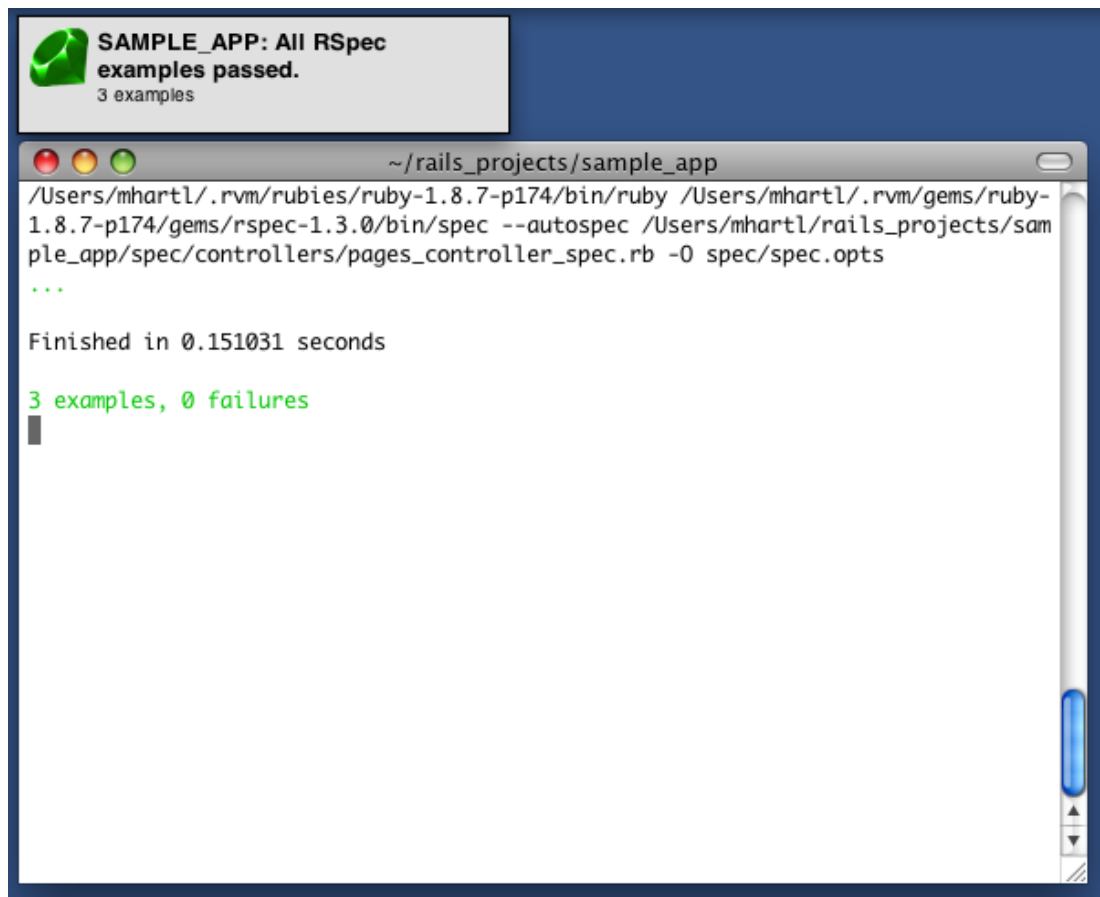 SAMPLE_APP: All RSpec
examples passed.
3 examples
~/rails_projects/sample_app
/Users/mhartl/.rvm/rubies/ruby-1.8.7-p174/bin/ruby /Users/mhartl/.rvm/gems/ruby-
1.8.7-p174/gems/rspec-1.3.0/bin/spec --autospec /Users/mhartl/rails_projects/sam
ple_app/spec/controllers/pages_controller_spec.rb -O spec/spec.opts
...
Finished in 0.151031 seconds
3 examples, 0 failures